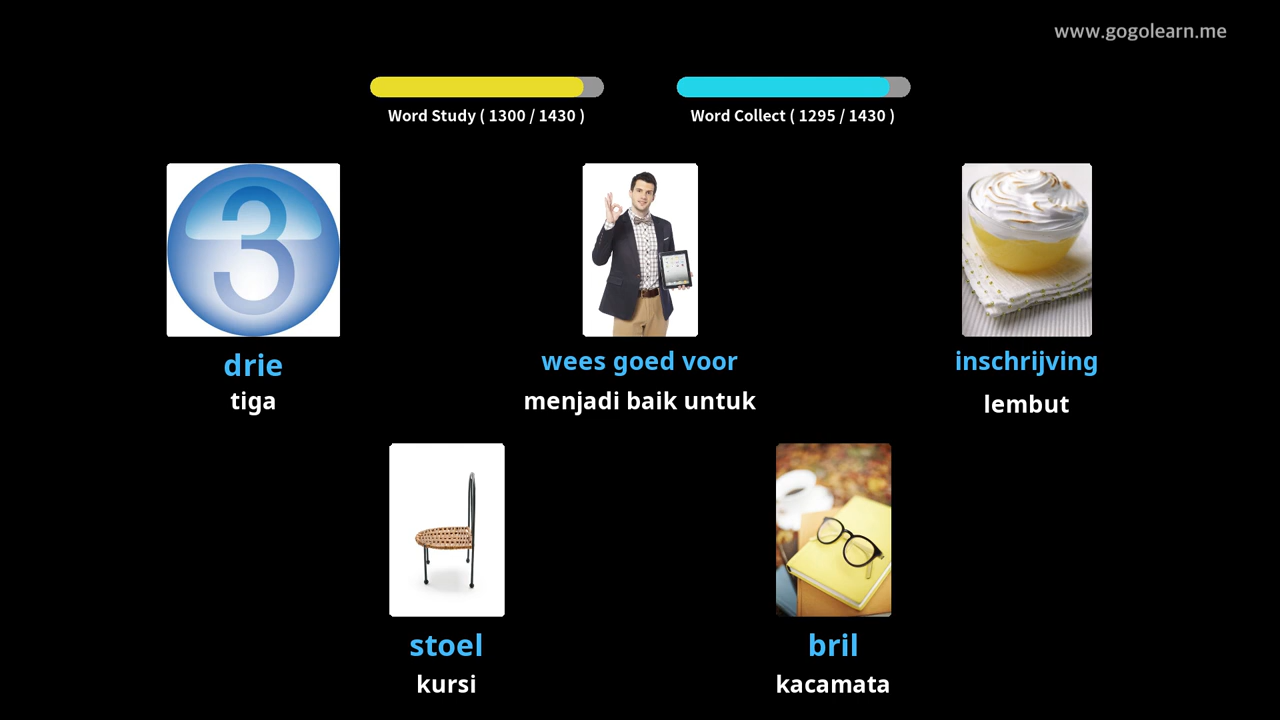 www.gogolearn.me
Word Study ( 1300 / 1430 )
Word Collect ( 1295 / 1430 )
3
drie
tiga
wees goed voor
menjadi baik untuk
inschrijving
lembut
stoel
kursi
bril
kacamata